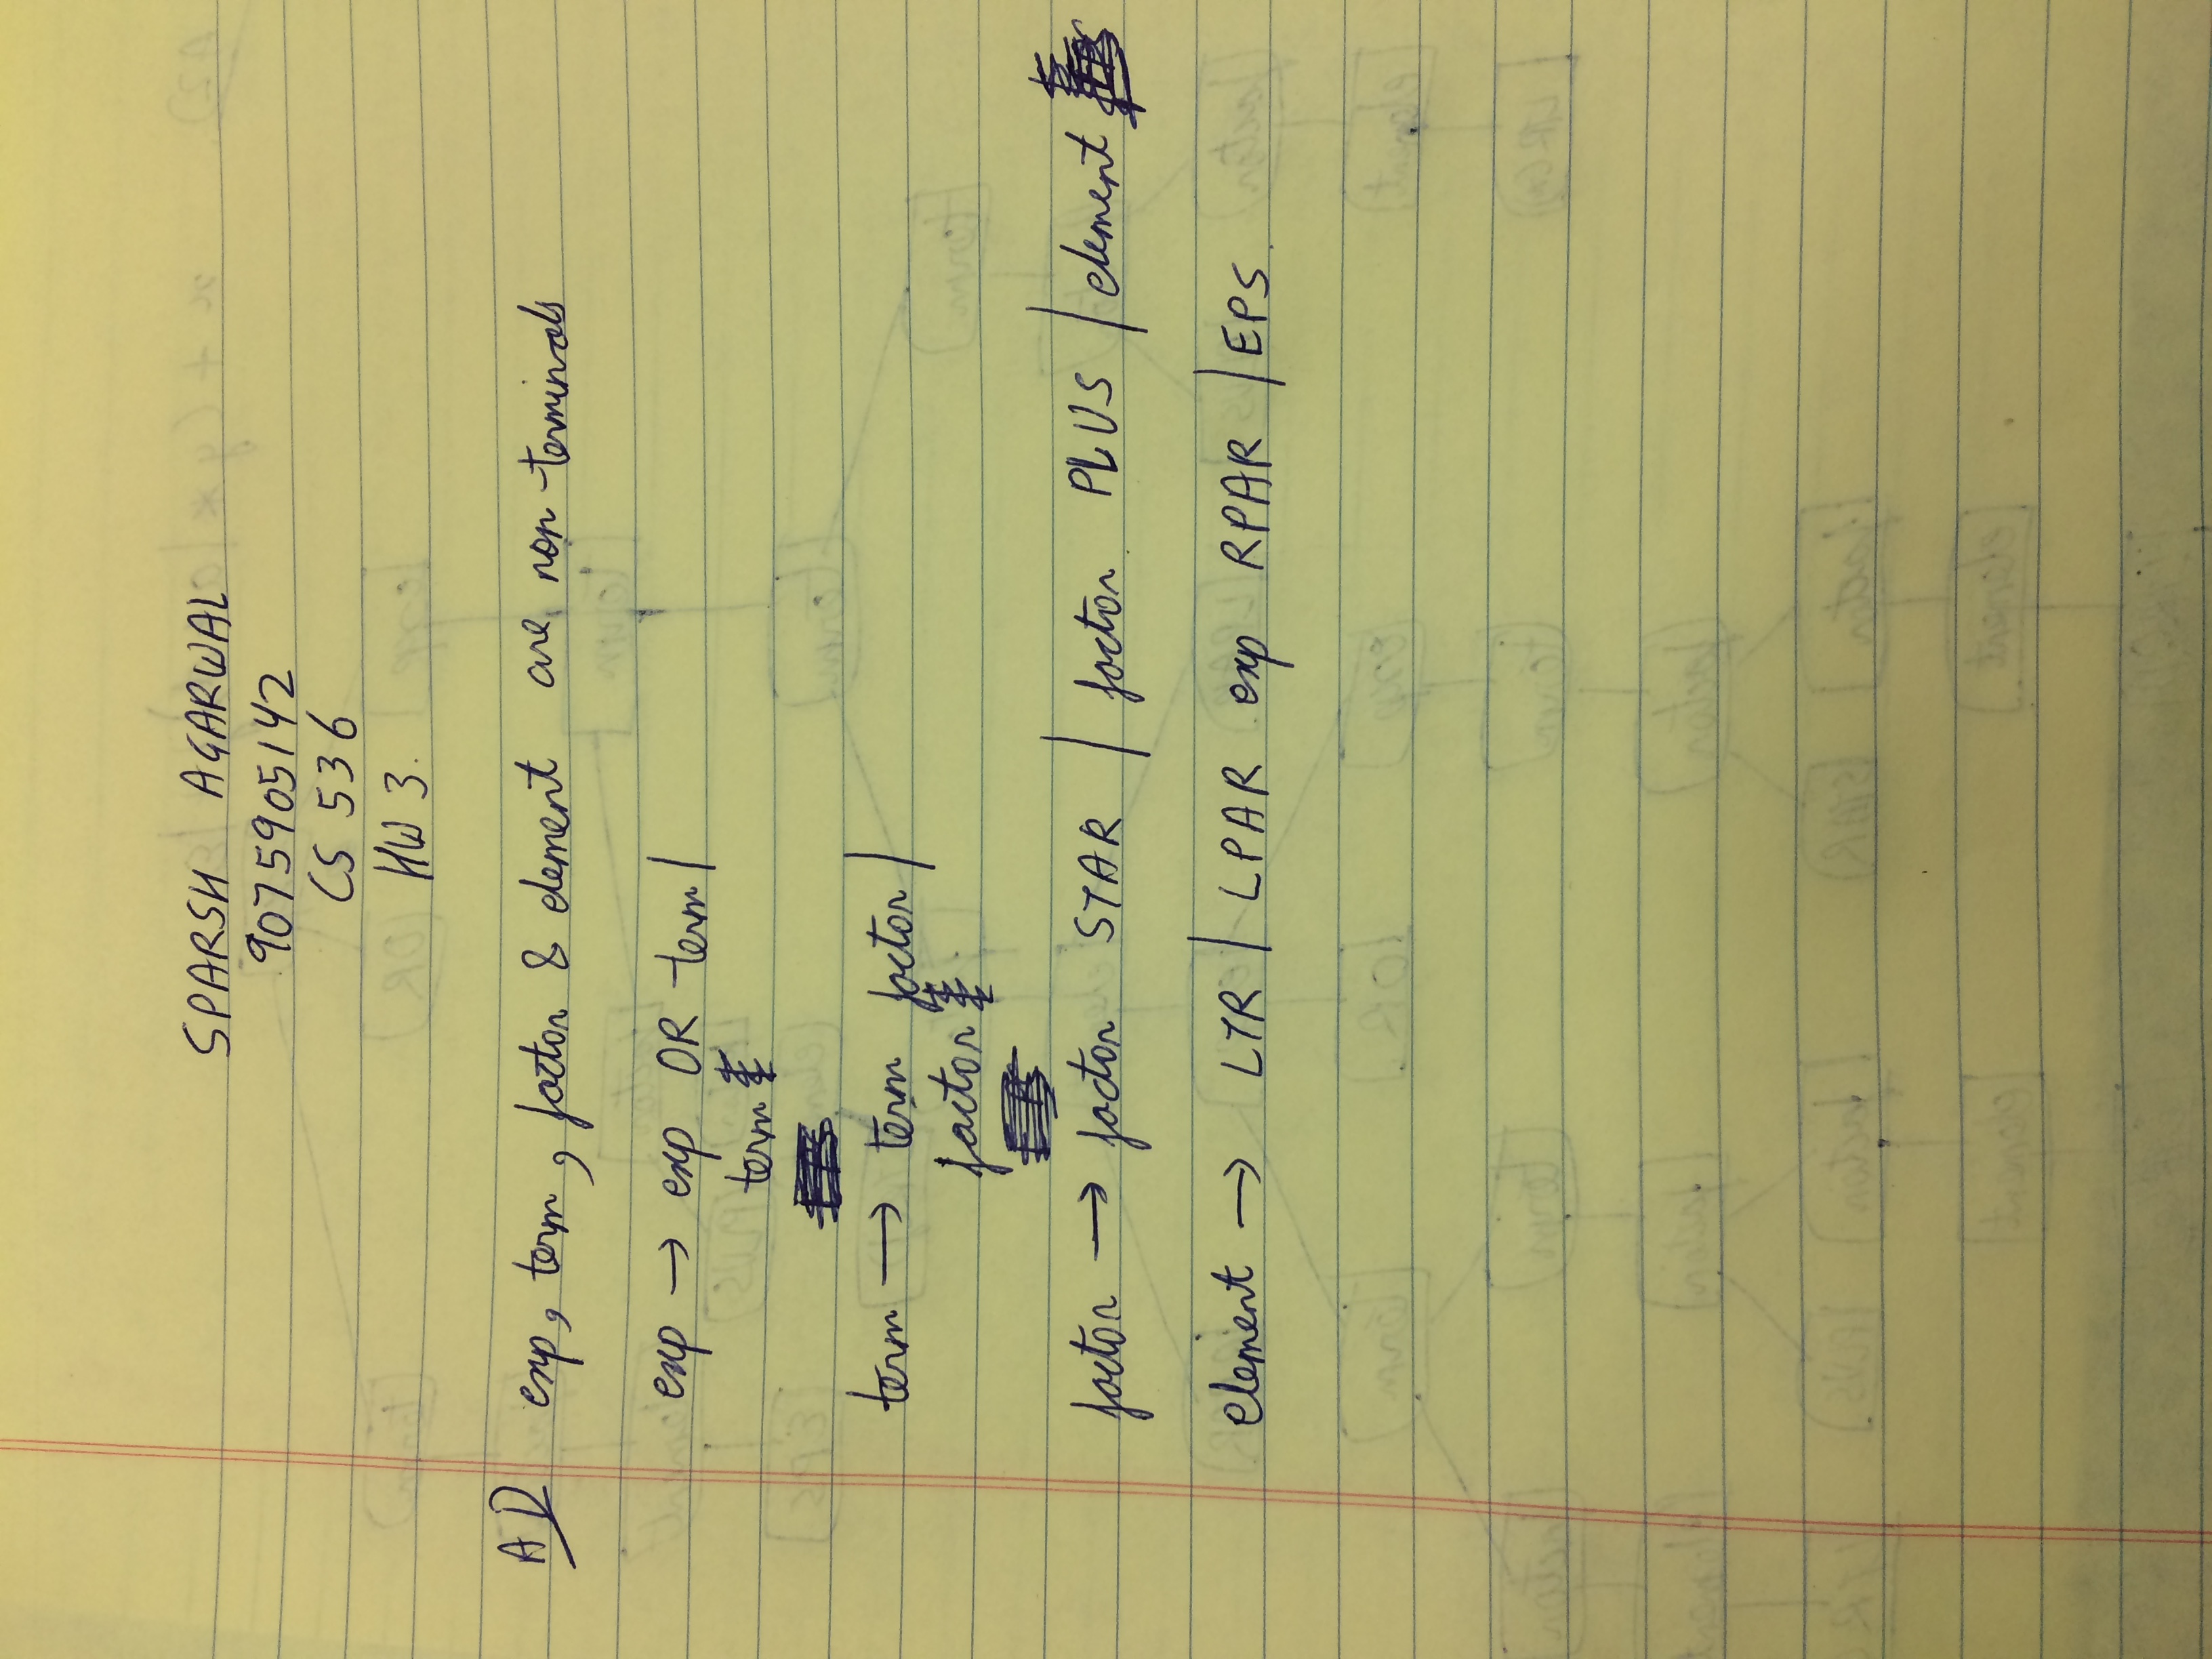 SPARSH AGARWAL
9075905142
CS 536
HW 3.
A1) exp, term, factor & element are non-terminals
exp → exp OR term |
term
term → term factor |
factor
factor → factor STAR | factor PLUS | element
element → LTR | LPAR exp RPAR | EPS.